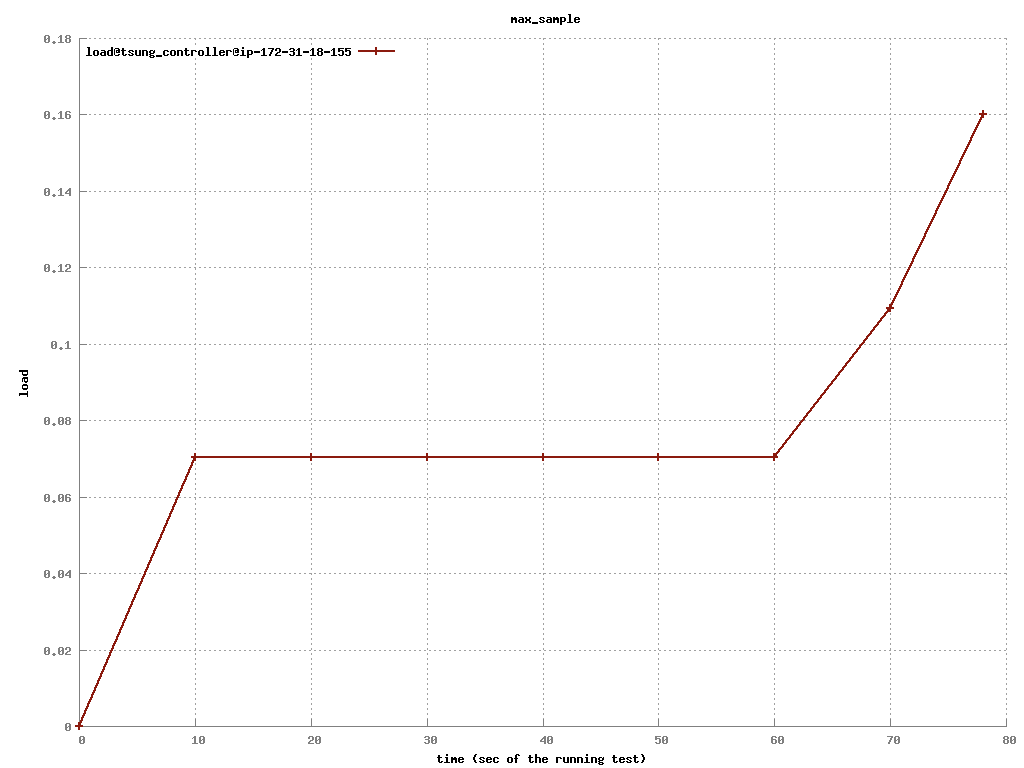 max_sample
load@tsung_controller@ip-172-31-18-155
0.18
0.16
0.14
0.12
0.1
0.08
0.06
0.04
0.02
0
load
0 10 20 30 40 50 60 70 80
time (sec of the running test)